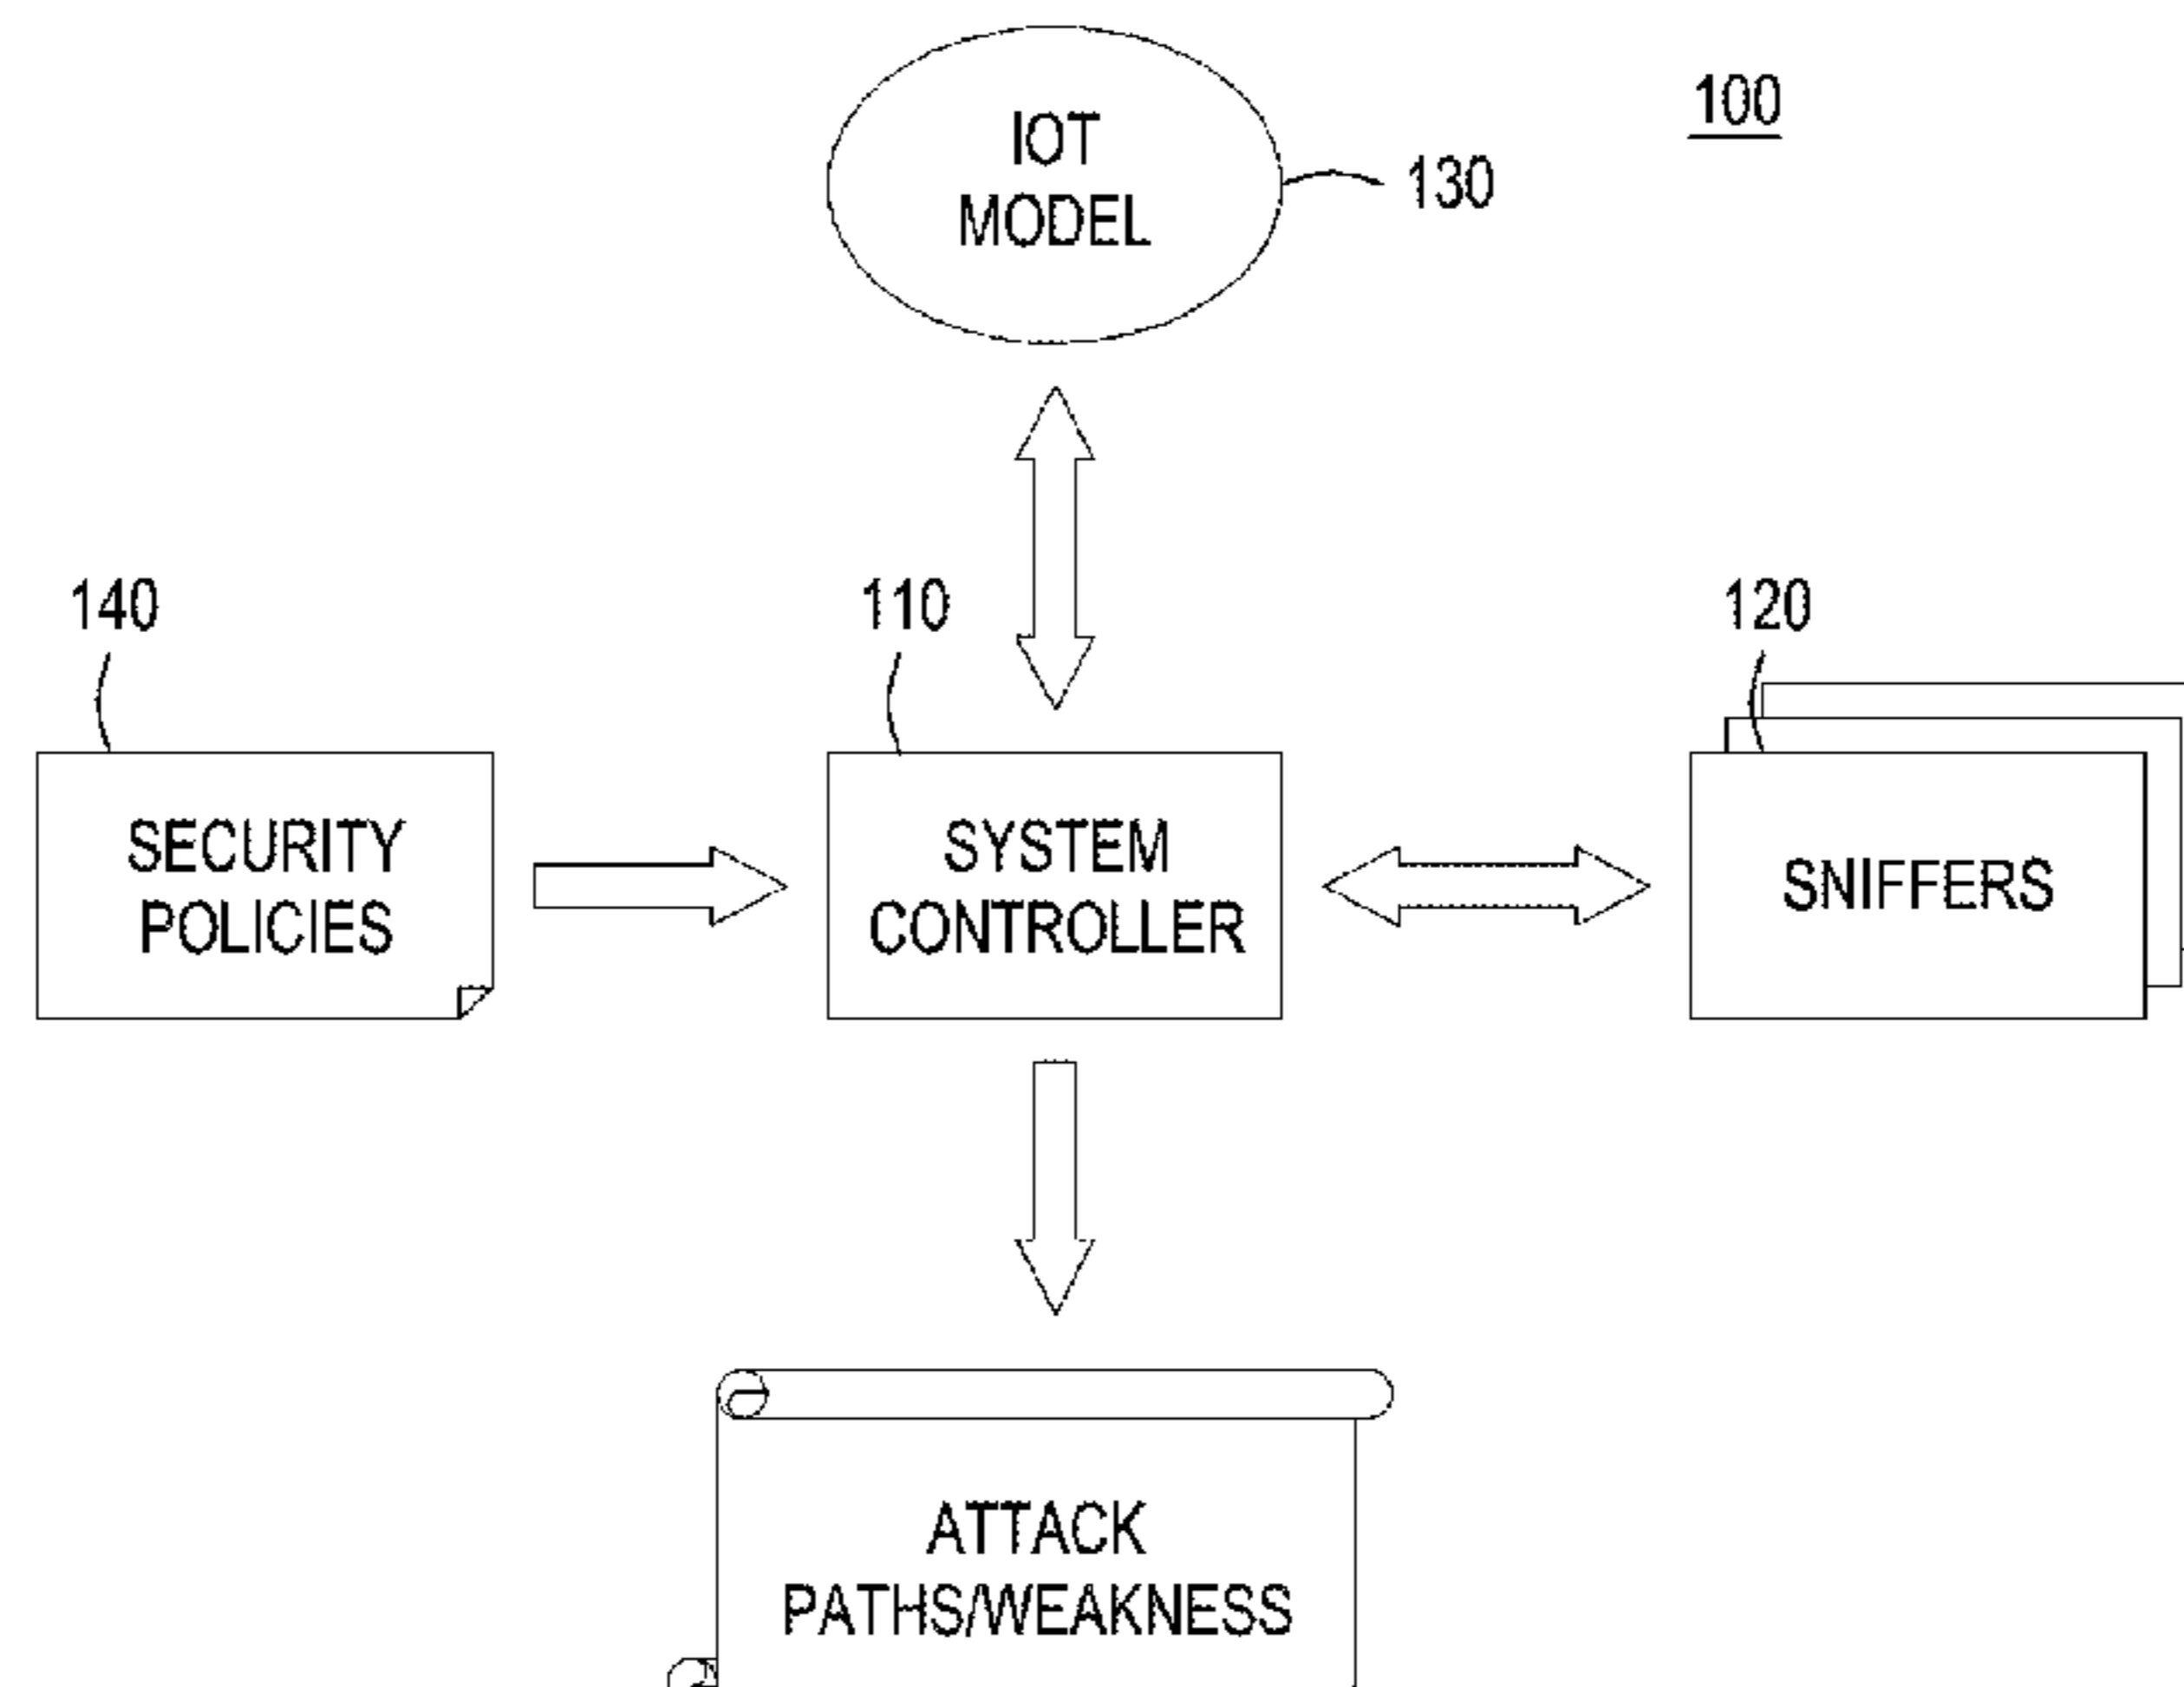 100
IOT
MODEL
130
140
110
120
SECURITY
POLICIES
SYSTEM
CONTROLLER
SNIFFERS
ATTACK
PATHS/WEAKNESS